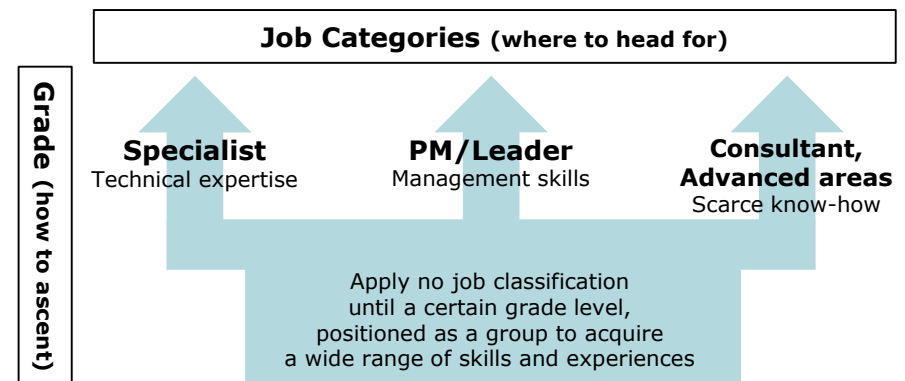 Job Categories (where to head for)
Grade (how to ascent)
Specialist
Technical expertise
PM/Leader
Management skills
Consultant,
Advanced areas
Scarce know-how
Apply no job classification
until a certain grade level,
positioned as a group to acquire
a wide range of skills and experiences